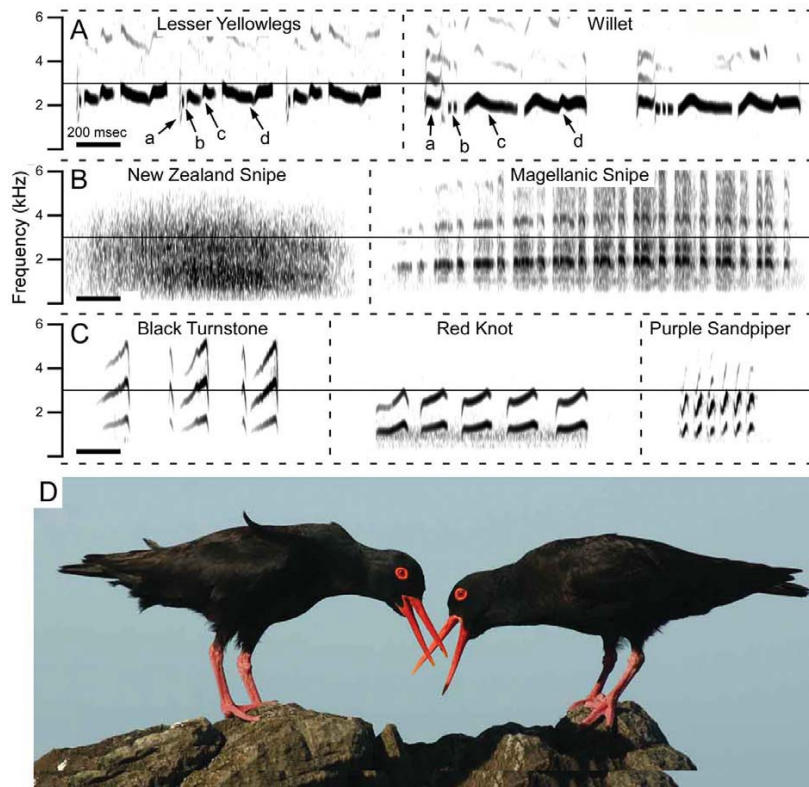 A
Lesser Yellowlegs
Willet
6
4
2
a
b
c
d
a
b
c
d
200 msec
Frequency (kHz)
B
New Zealand Snipe
Magellanic Snipe
6
4
2
C
Black Turnstone
Red Knot
Purple Sandpiper
6
4
2
D